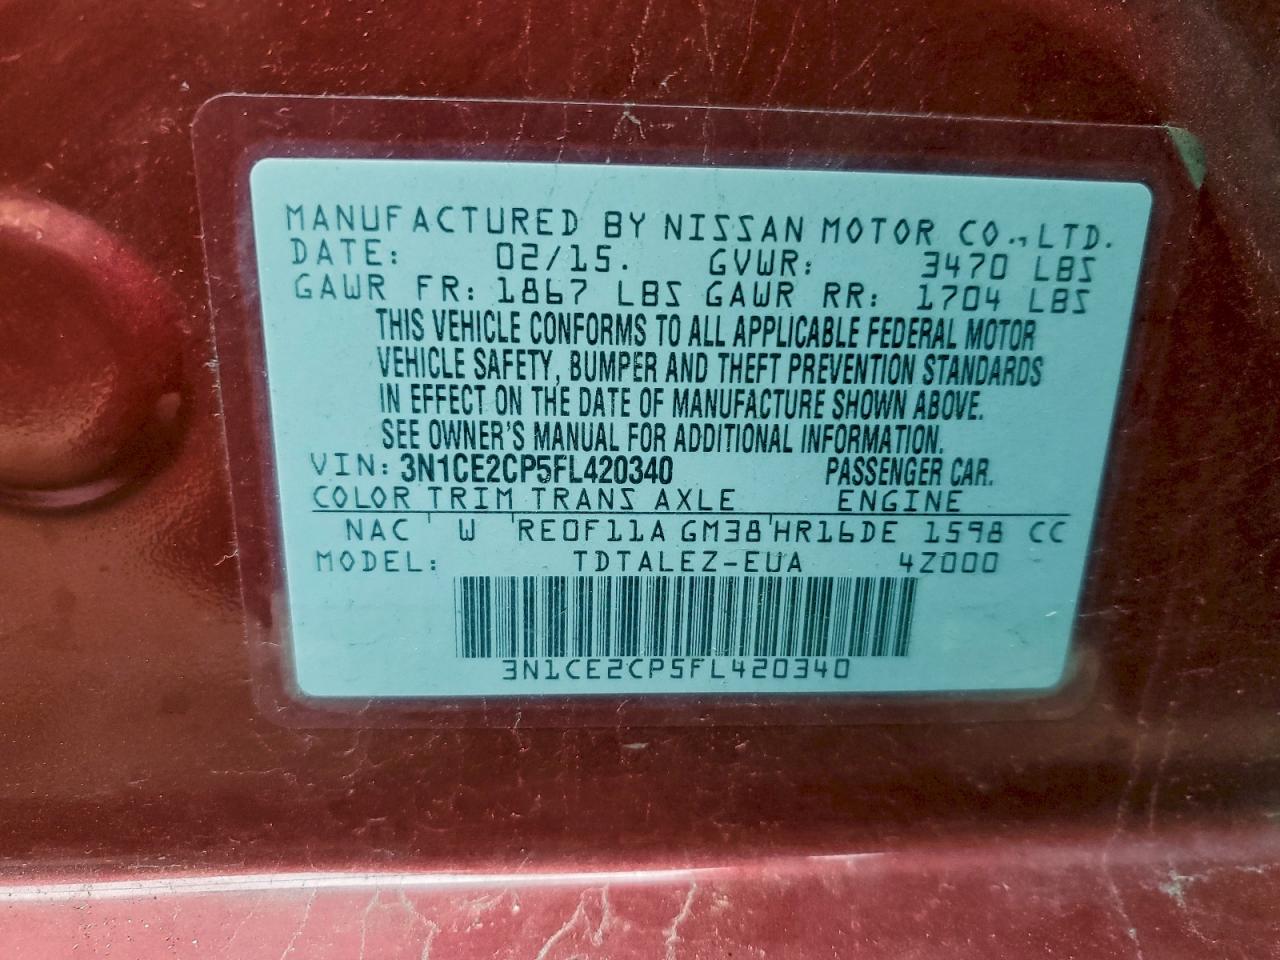 MANUFACTURED BY NISSAN MOTOR CO., LTD.
DATE: 02/15. GVWR: 3470 LBS
GAWR FR: 1867 LBS GAWR RR: 1704 LBS
THIS VEHICLE CONFORMS TO ALL APPLICABLE FEDERAL MOTOR
VEHICLE SAFETY, BUMPER AND THEFT PREVENTION STANDARDS
IN EFFECT ON THE DATE OF MANUFACTURE SHOWN ABOVE.
SEE OWNER'S MANUAL FOR ADDITIONAL INFORMATION.
VIN: 3N1CE2CP5FL420340 PASSENGER CAR.
COLOR TRIM TRANS AXLE ENGINE
NAC ' W 'RE0F11A GM38'HR16DE 1598 CC
MODEL: TDTALEZ-EUA 4Z000
3N1CE2CP5FL420340